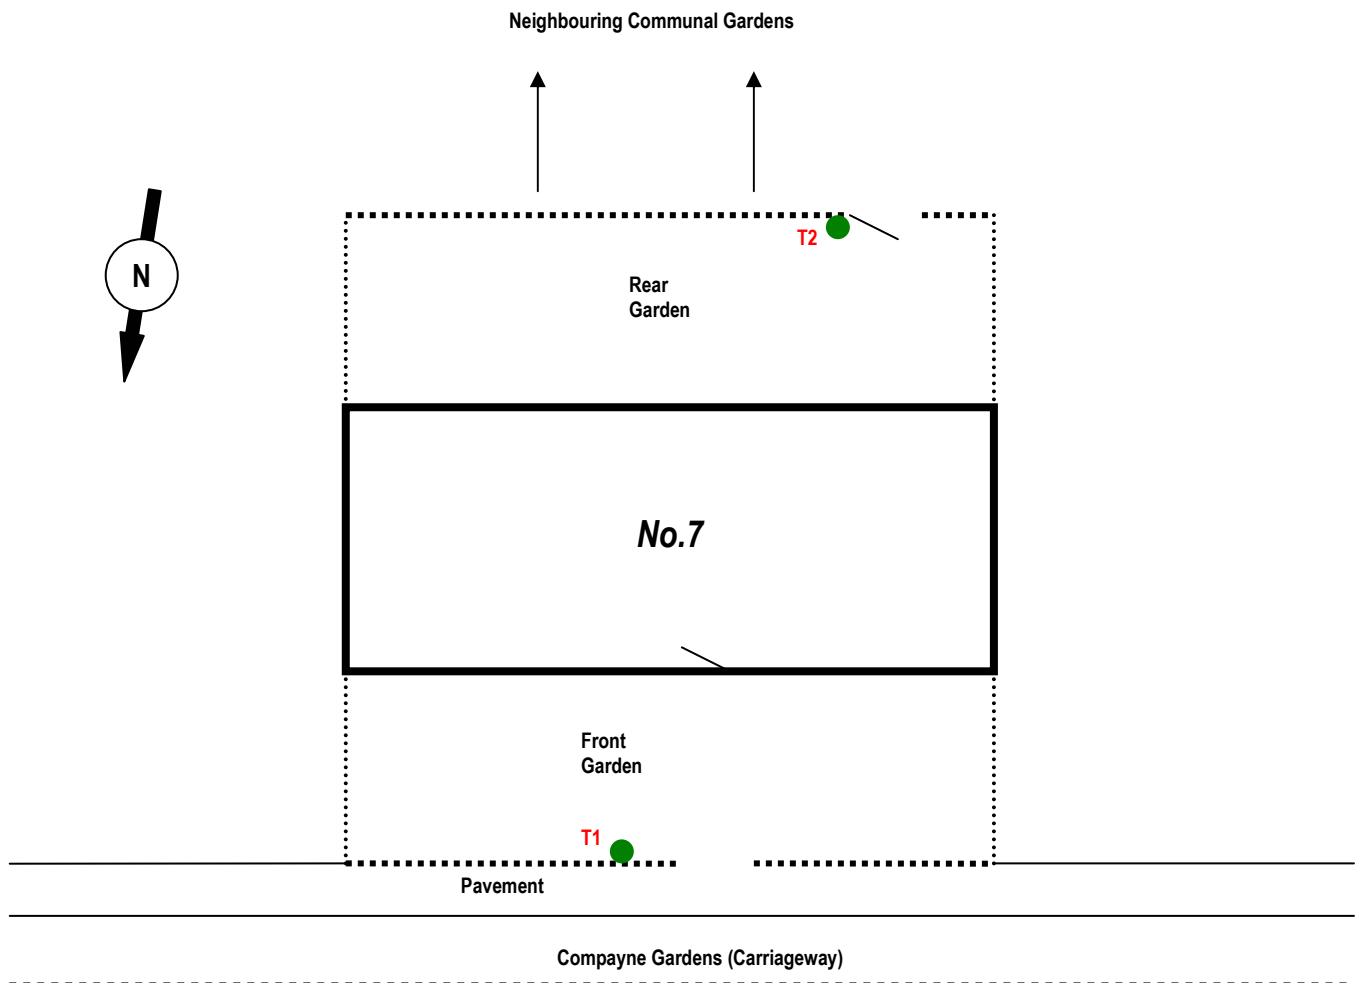 Neighbouring Communal Gardens
T2
N
Rear
Garden
No.7
Front
Garden
T1
Pavement
Compayne Gardens (Carriageway)